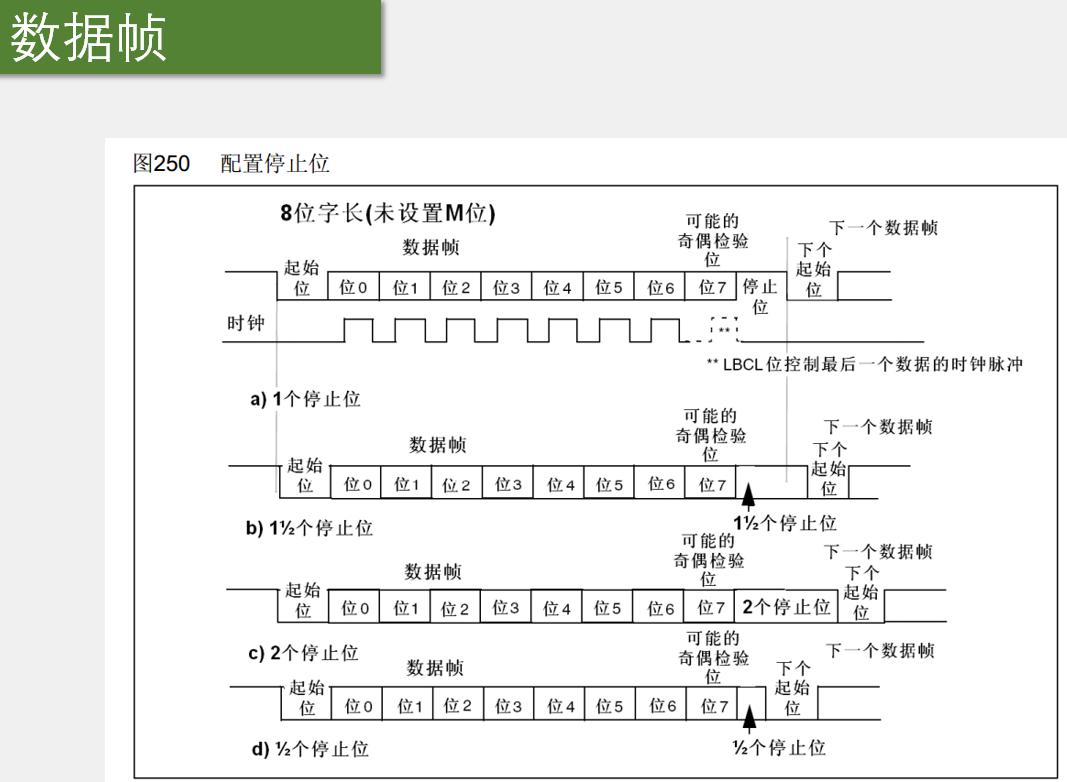 数据帧
图250 配置停止位
8位字长(未设置M位)
数据帧
可能的
奇偶检验
位
下一个数据帧
起始
位
位0 位1 位2 位3 位4 位5 位6 位7
停止
位
下个
起始
位
时钟
**
** LBCL位控制最后一个数据的时钟脉冲
a) 1个停止位
数据帧
可能的
奇偶检验
位
下一个数据帧
起始
位
位0 位1 位2 位3 位4 位5 位6 位7
下个
起始
位
b) 1½个停止位
1½个停止位
数据帧
可能的
奇偶检验
位
下一个数据帧
起始
位
位0 位1 位2 位3 位4 位5 位6 位7
2个停止位
下个
起始
位
c) 2个停止位
数据帧
可能的
奇偶检验
位
下一个数据帧
起始
位
位0 位1 位2 位3 位4 位5 位6 位7
下个
起始
位
d) ½个停止位
½个停止位